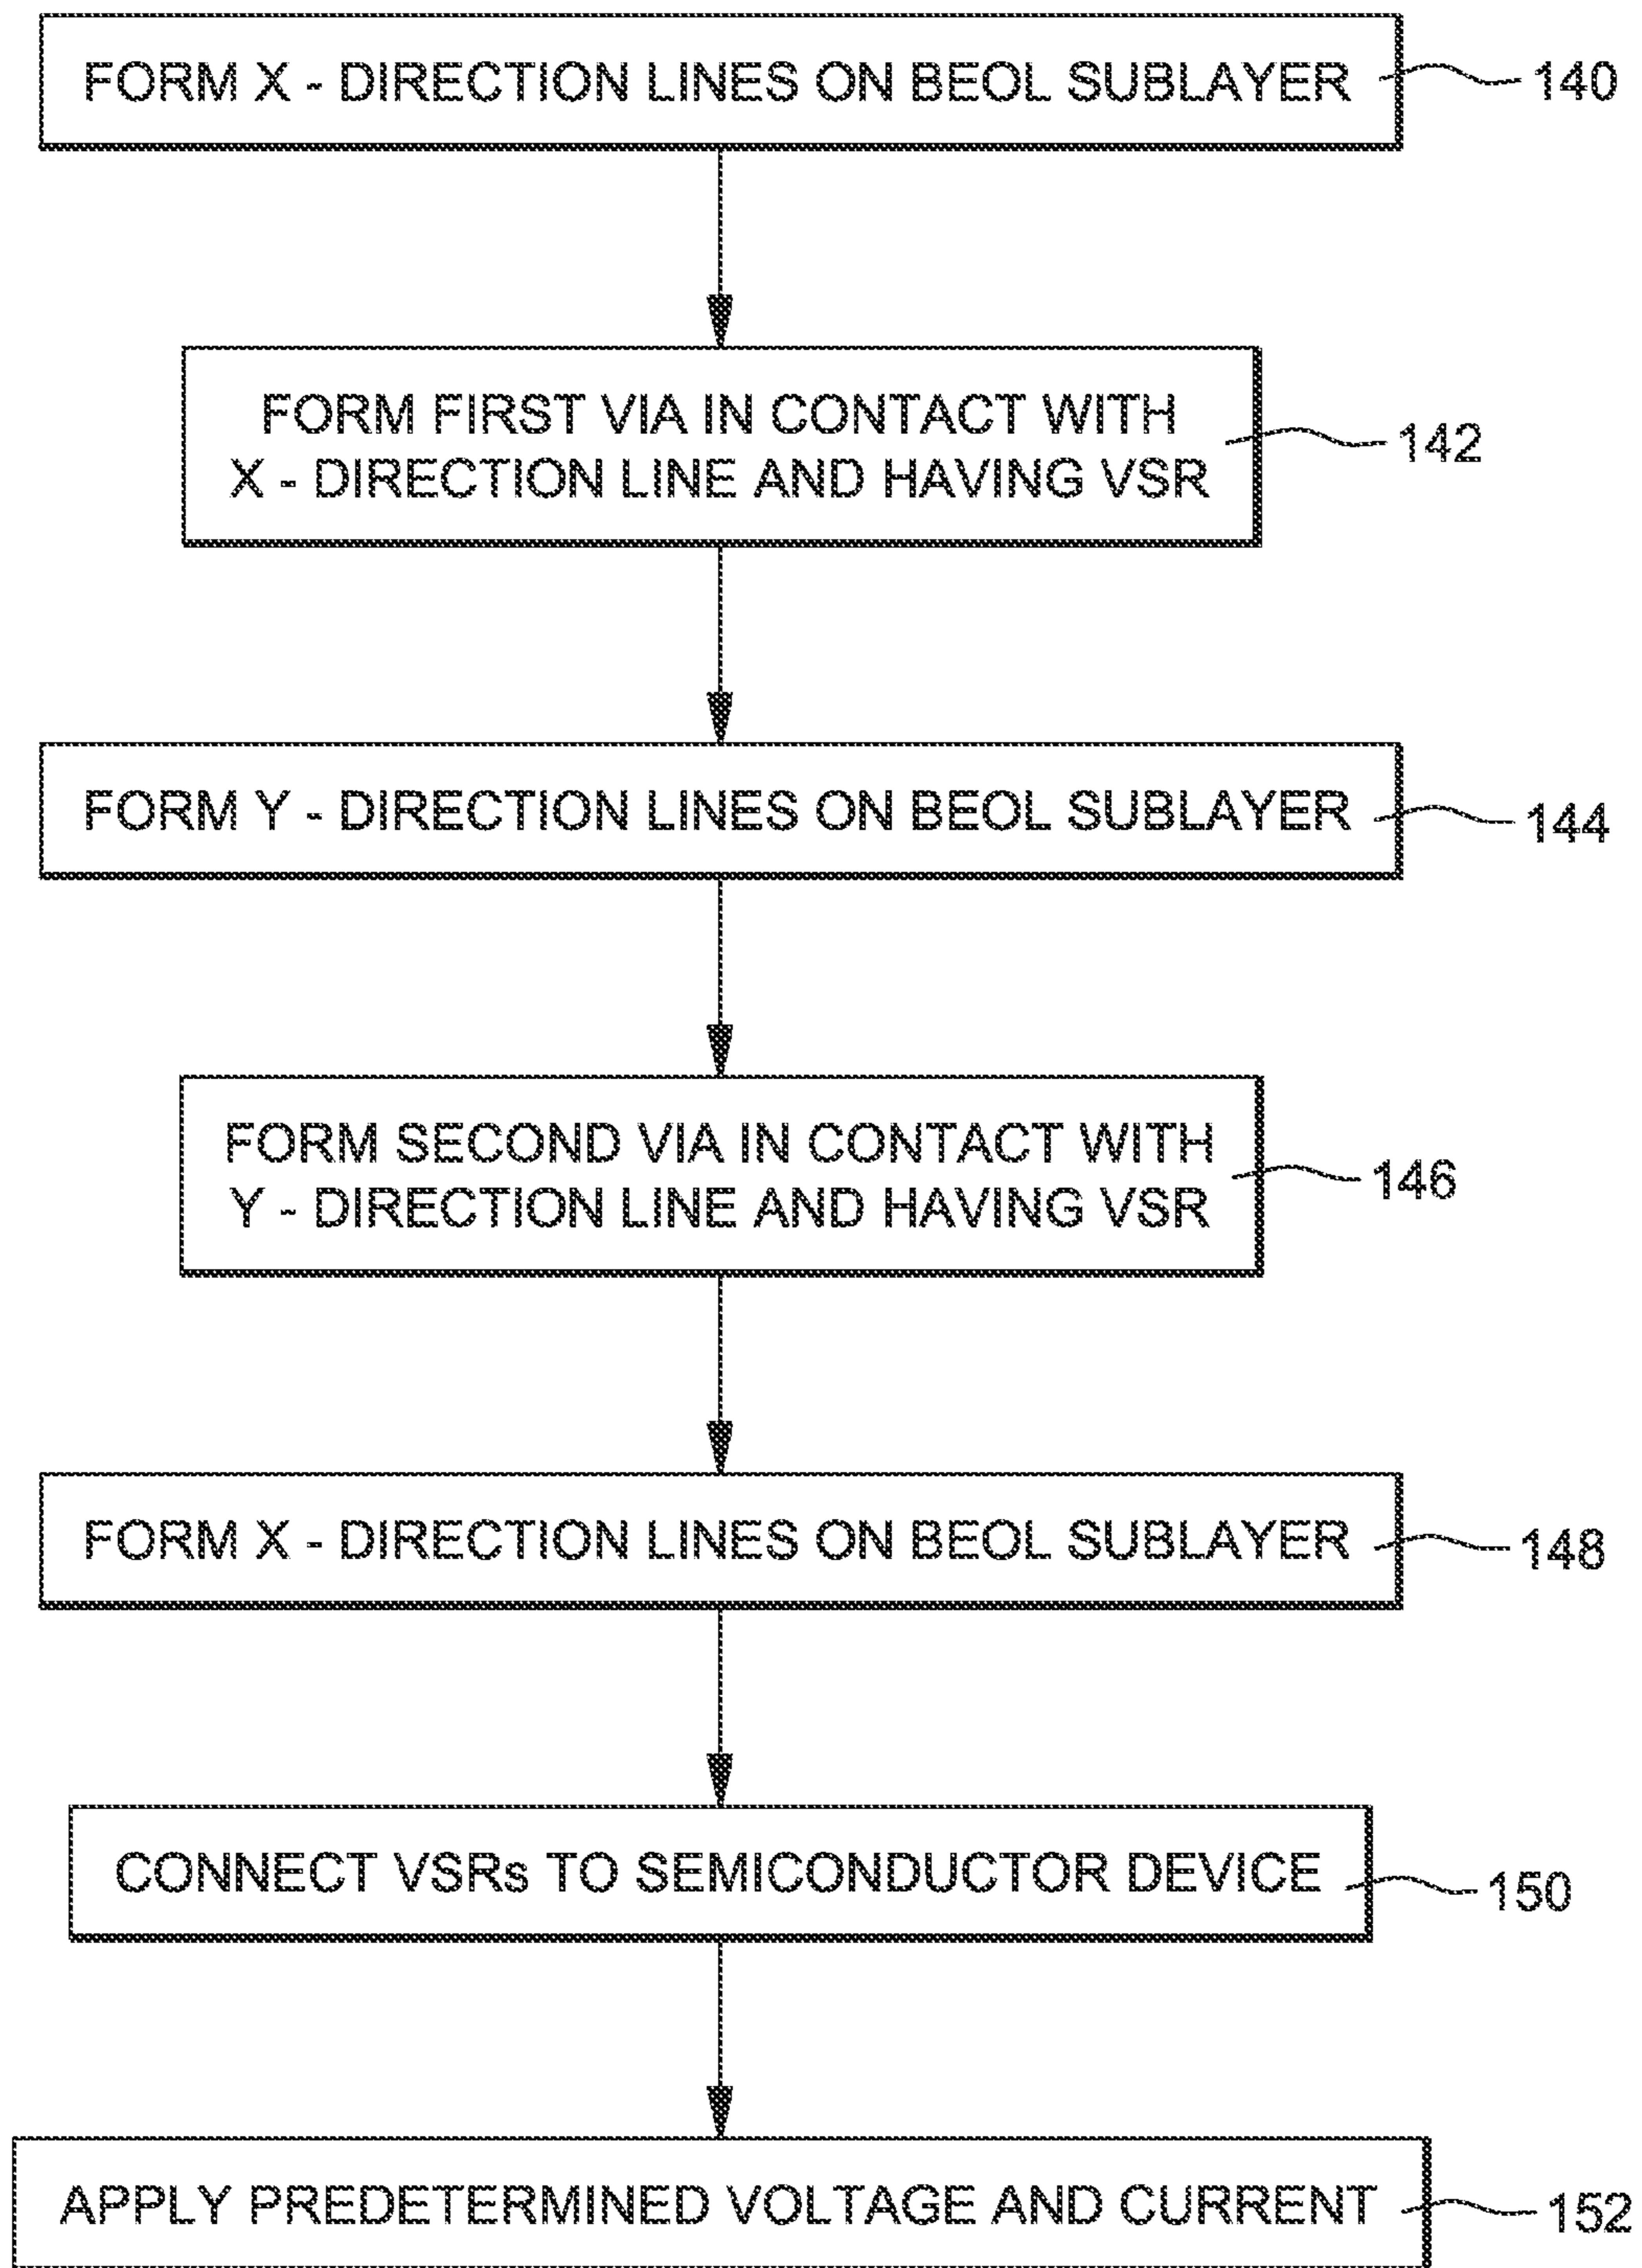 FORM X - DIRECTION LINES ON BEOL SUBLAYER
140
FORM FIRST VIA IN CONTACT WITH
X - DIRECTION LINE AND HAVING VSR
142
FORM Y - DIRECTION LINES ON BEOL SUBLAYER
144
FORM SECOND VIA IN CONTACT WITH
Y - DIRECTION LINE AND HAVING VSR
146
FORM X - DIRECTION LINES ON BEOL SUBLAYER
148
CONNECT VSRs TO SEMICONDUCTOR DEVICE
150
APPLY PREDETERMINED VOLTAGE AND CURRENT
152